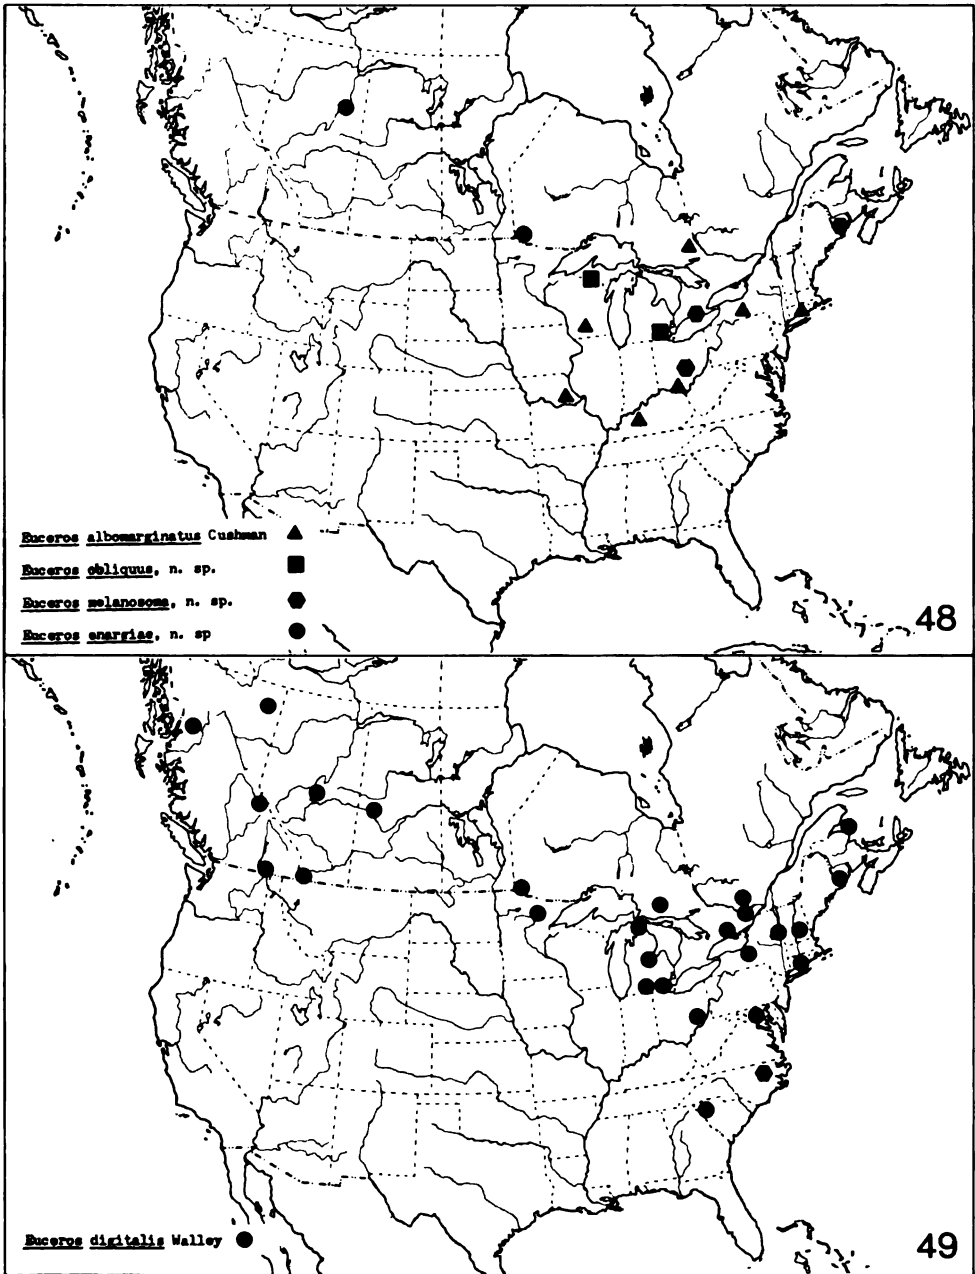 Euceros albomarginatus Cushman
Euceros obliquus, n. sp.
Euceros melanosoma, n. sp.
Euceros enargiae, n. sp
48
Euceros digitalis Walley
49